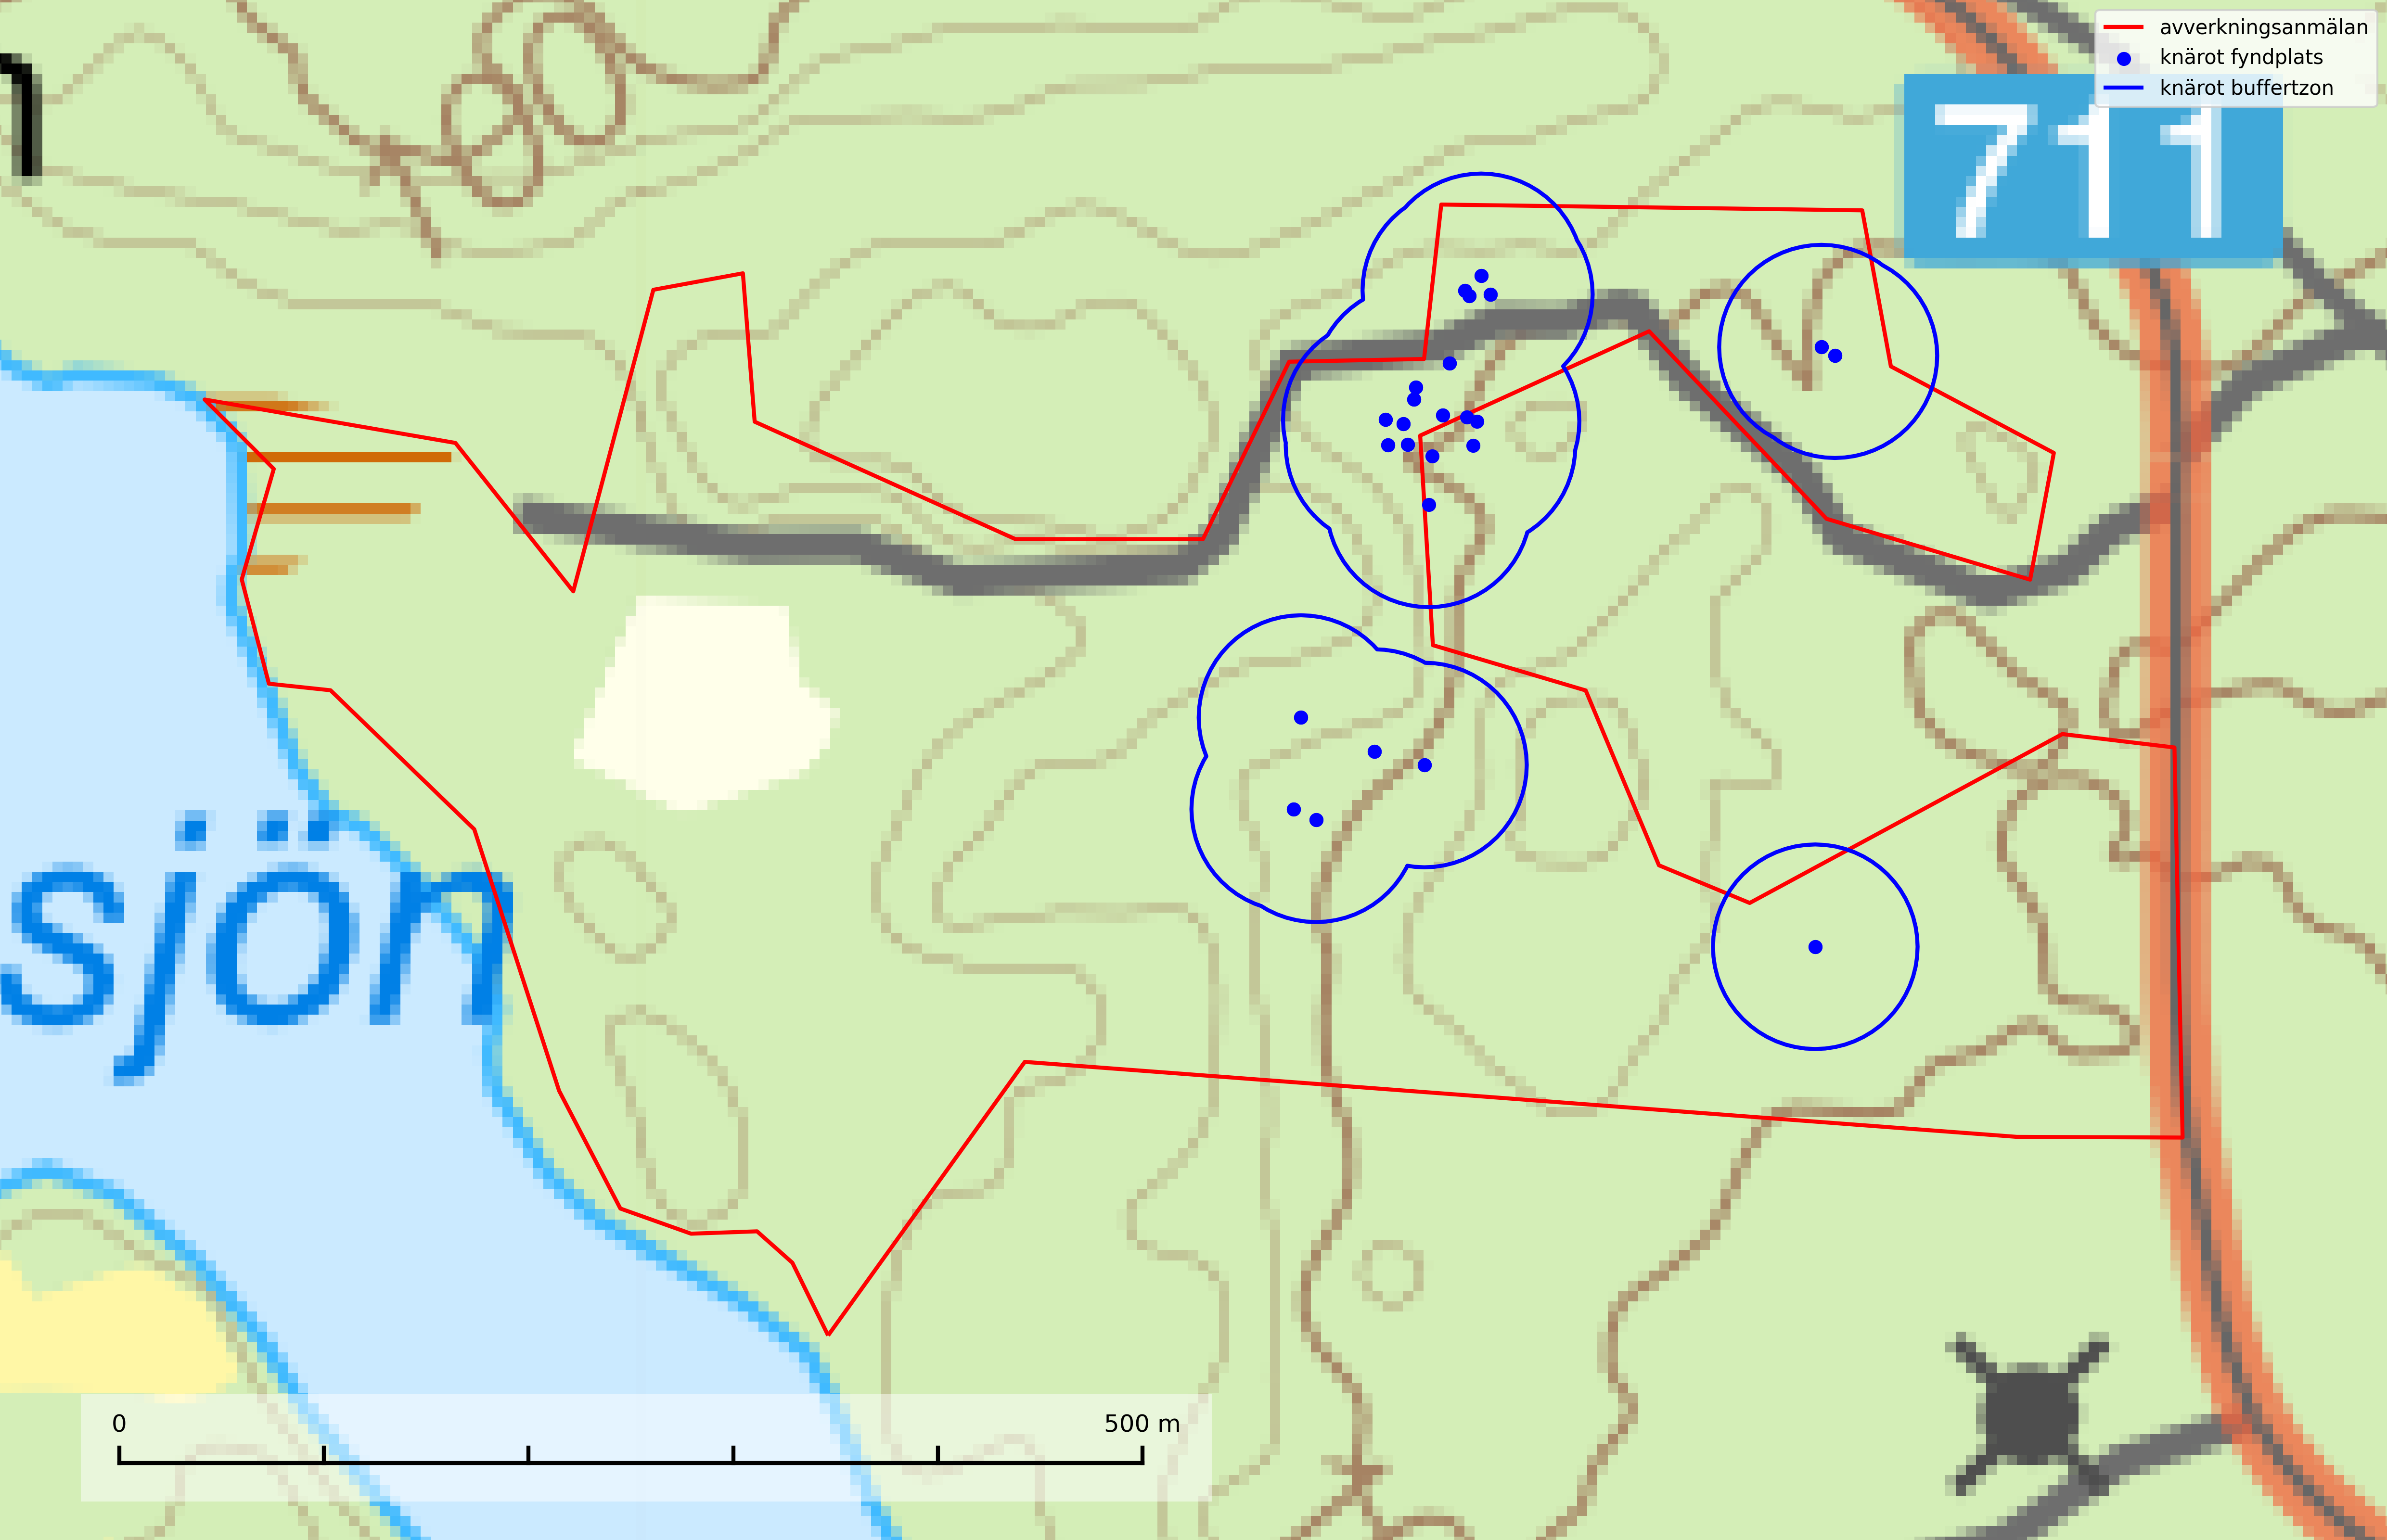 avverkningsanmälan
knärot fyndplats
knärot buffertzon
711
sjön
0 500 m